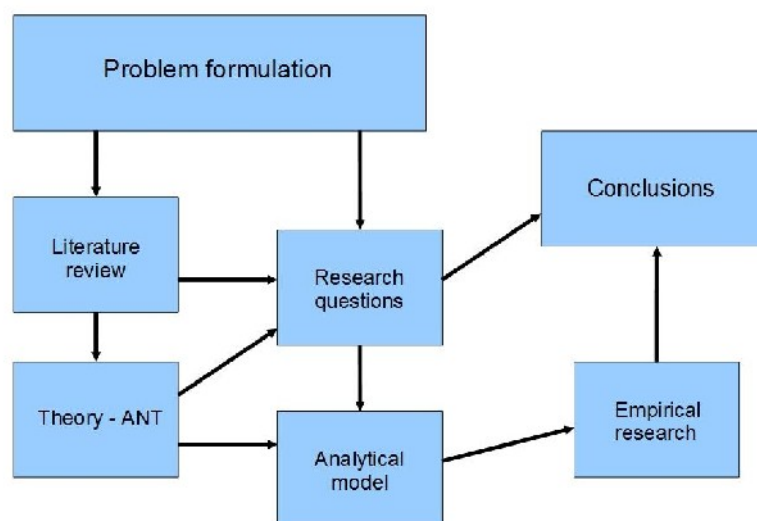 Problem formulation
Conclusions
Literature
review
Research
questions
Theory - ANT
Empirical
research
Analytical
model